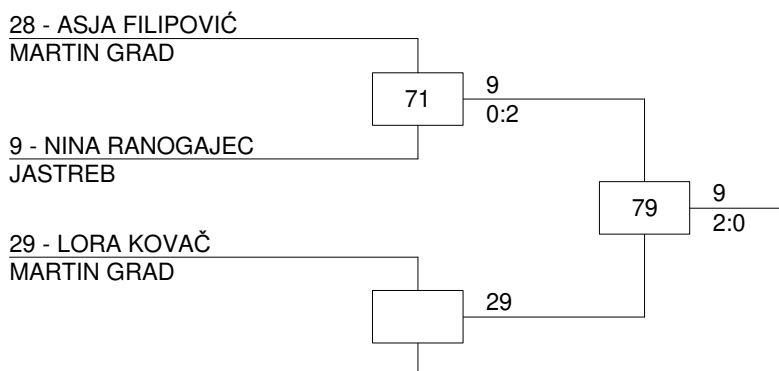 28 - ASJA FILIPOVIĆ
MARTIN GRAD
71
9
0:2
9 - NINA RANOGAJEC
JASTREB
79
9
2:0
29 - LORA KOVAČ
MARTIN GRAD
29